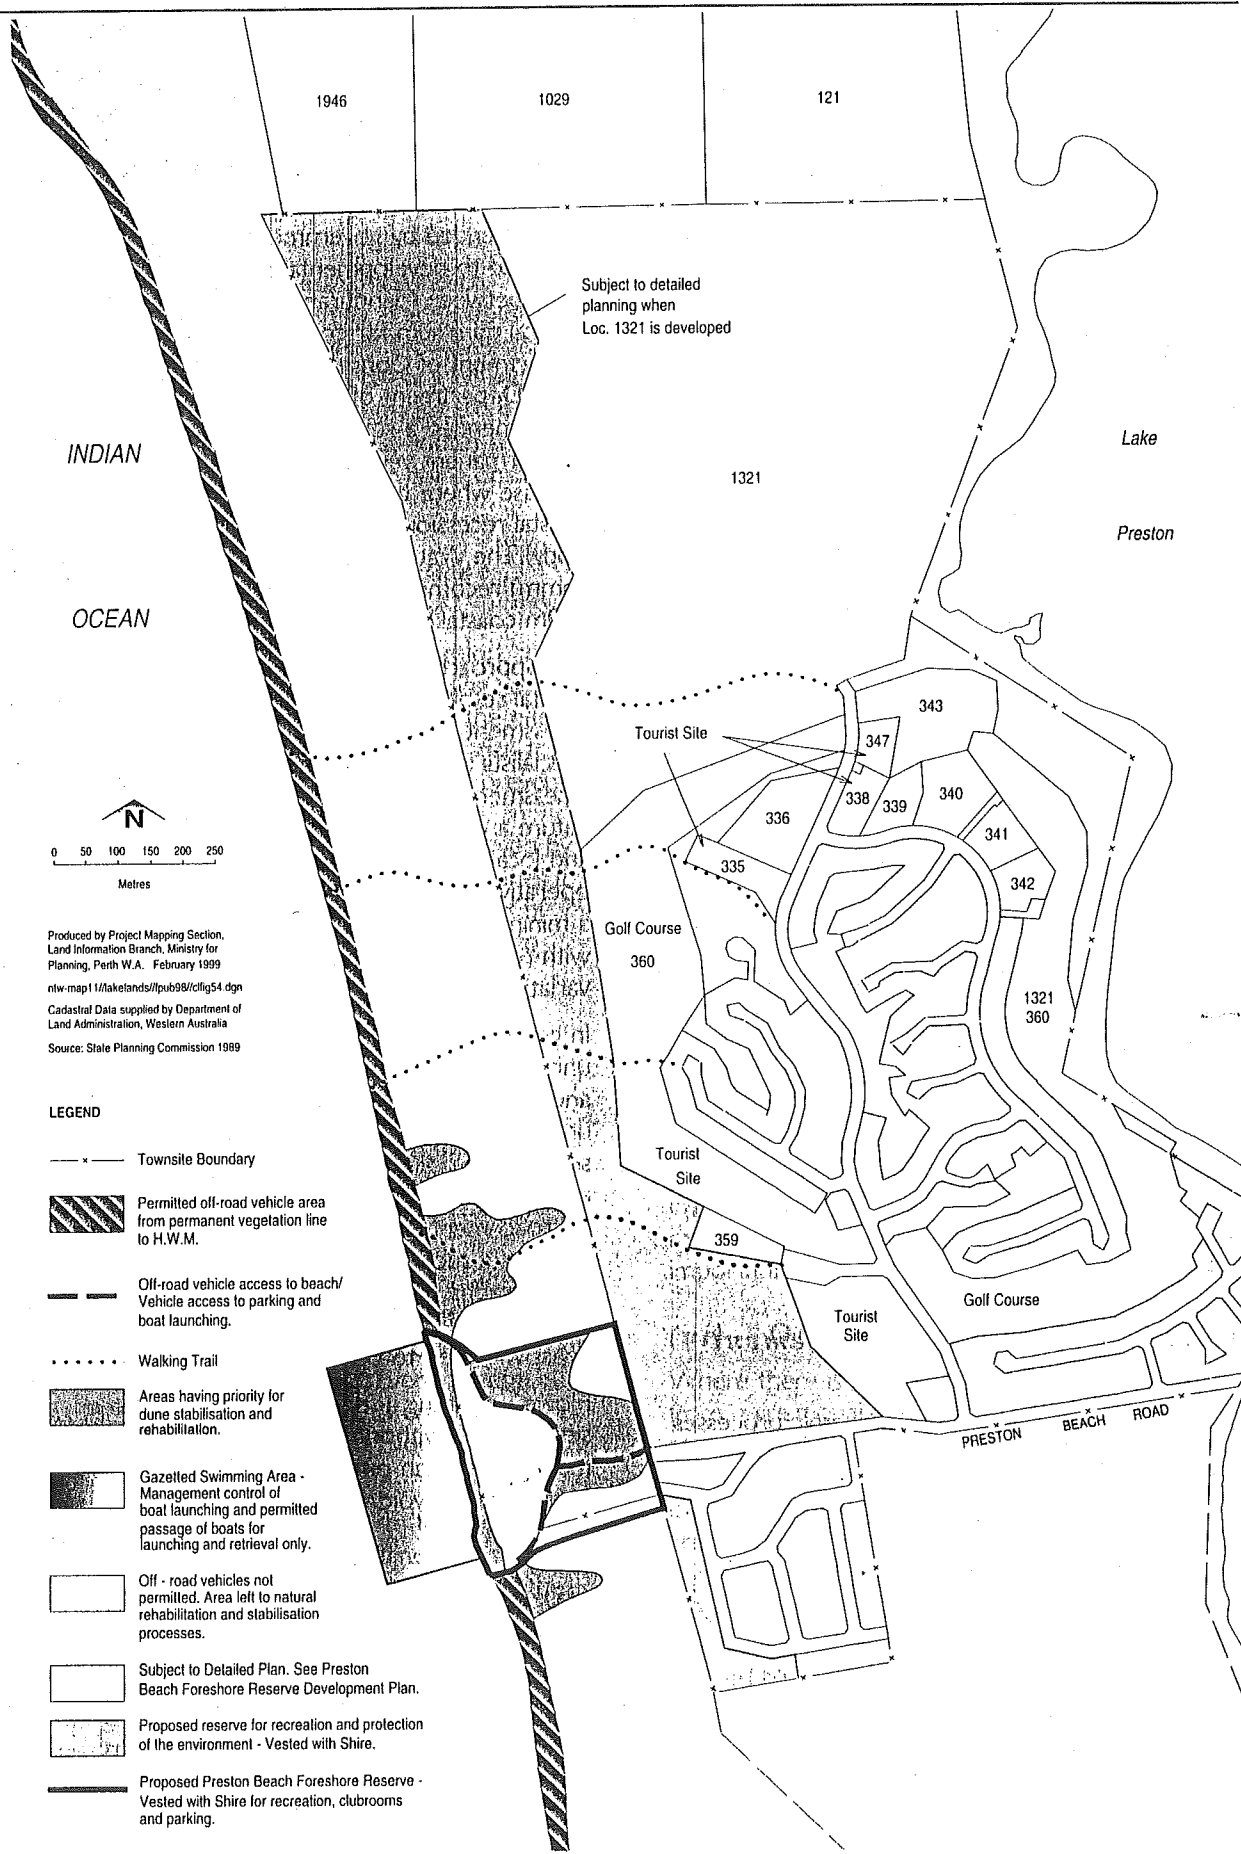 1946
1029
121
Subject to detailed
planning when
Loc. 1321 is developed
INDIAN
OCEAN
1321
Lake
Preston
343
Tourist Site
347
338
339
340
336
341
335
342
N
0 50 100 150 200 250
Metres
Golf Course
360
1321
360
Produced by Project Mapping Section,
Land Information Branch, Ministry for
Planning, Perth W.A. February 1999
Cadastral Data supplied by Department of
Land Administration, Western Australia
Source: State Planning Commission 1989
Tourist
Site
359
Tourist
Site
Golf Course
PRESTON BEACH ROAD
LEGEND
Townsite Boundary
Permitted off-road vehicle area
from permanent vegetation line
to H.W.M.
Off-road vehicle access to beach/
Vehicle access to parking and
boat launching.
Walking Trail
Areas having priority for
dune stabilisation and
rehabilitation.
Gazetted Swimming Area -
Management control of
boat launching and permitted
passage of boats for
launching and retrieval only.
Off - road vehicles not
permitted. Area left to natural
rehabilitation and stabilisation
processes.
Subject to Detailed Plan. See Preston
Beach Foreshore Reserve Development Plan.
Proposed reserve for recreation and protection
of the environment - Vested with Shire.
Proposed Preston Beach Foreshore Reserve -
Vested with Shire for recreation, clubrooms
and parking.